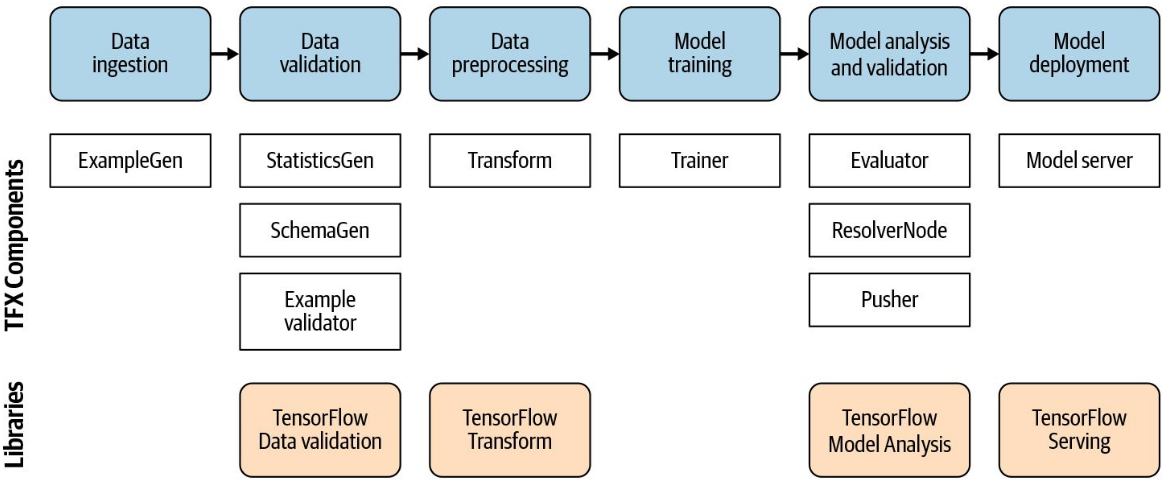 Data
ingestion
Data
validation
Data
preprocessing
Model
training
Model analysis
and validation
Model
deployment
TFX Components
ExampleGen
StatisticsGen
Transform
Trainer
Evaluator
Model server
SchemaGen
ResolverNode
Example
validator
Pusher
Libraries
TensorFlow
Data validation
TensorFlow
Transform
TensorFlow
Model Analysis
TensorFlow
Serving